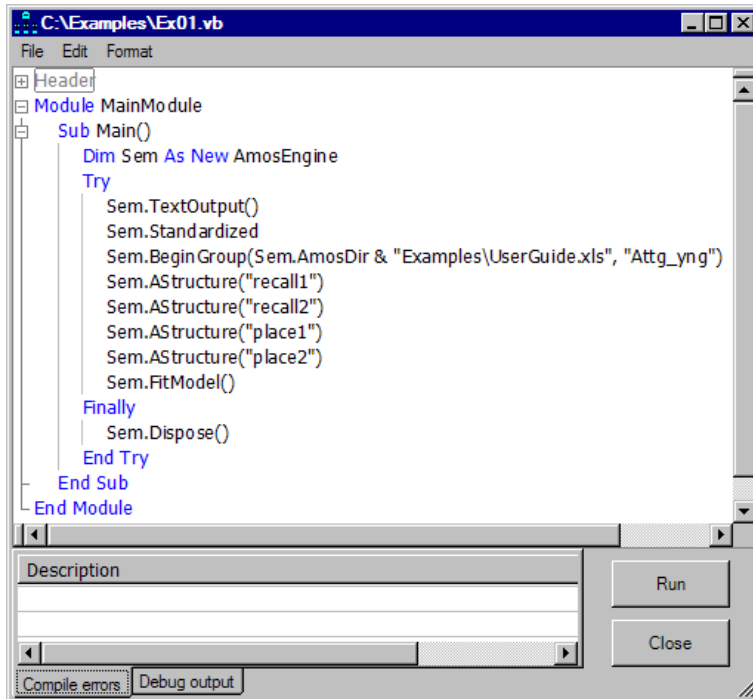 C:\Examples\Ex01.vb
File Edit Format
Header
Module MainModule
Sub Main()
Dim Sem As New AmosEngine
Try
Sem.TextOutput()
Sem.Standardized
Sem.BeginGroup(Sem.AmosDir & "Examples\UserGuide.xls", "Attg_yng")
Sem.AStructure("recall1")
Sem.AStructure("recall2")
Sem.AStructure("place1")
Sem.AStructure("place2")
Sem.FitModel()
Finally
Sem.Dispose()
End Try
End Sub
End Module
Description
Run
Close
Compile errors Debug output